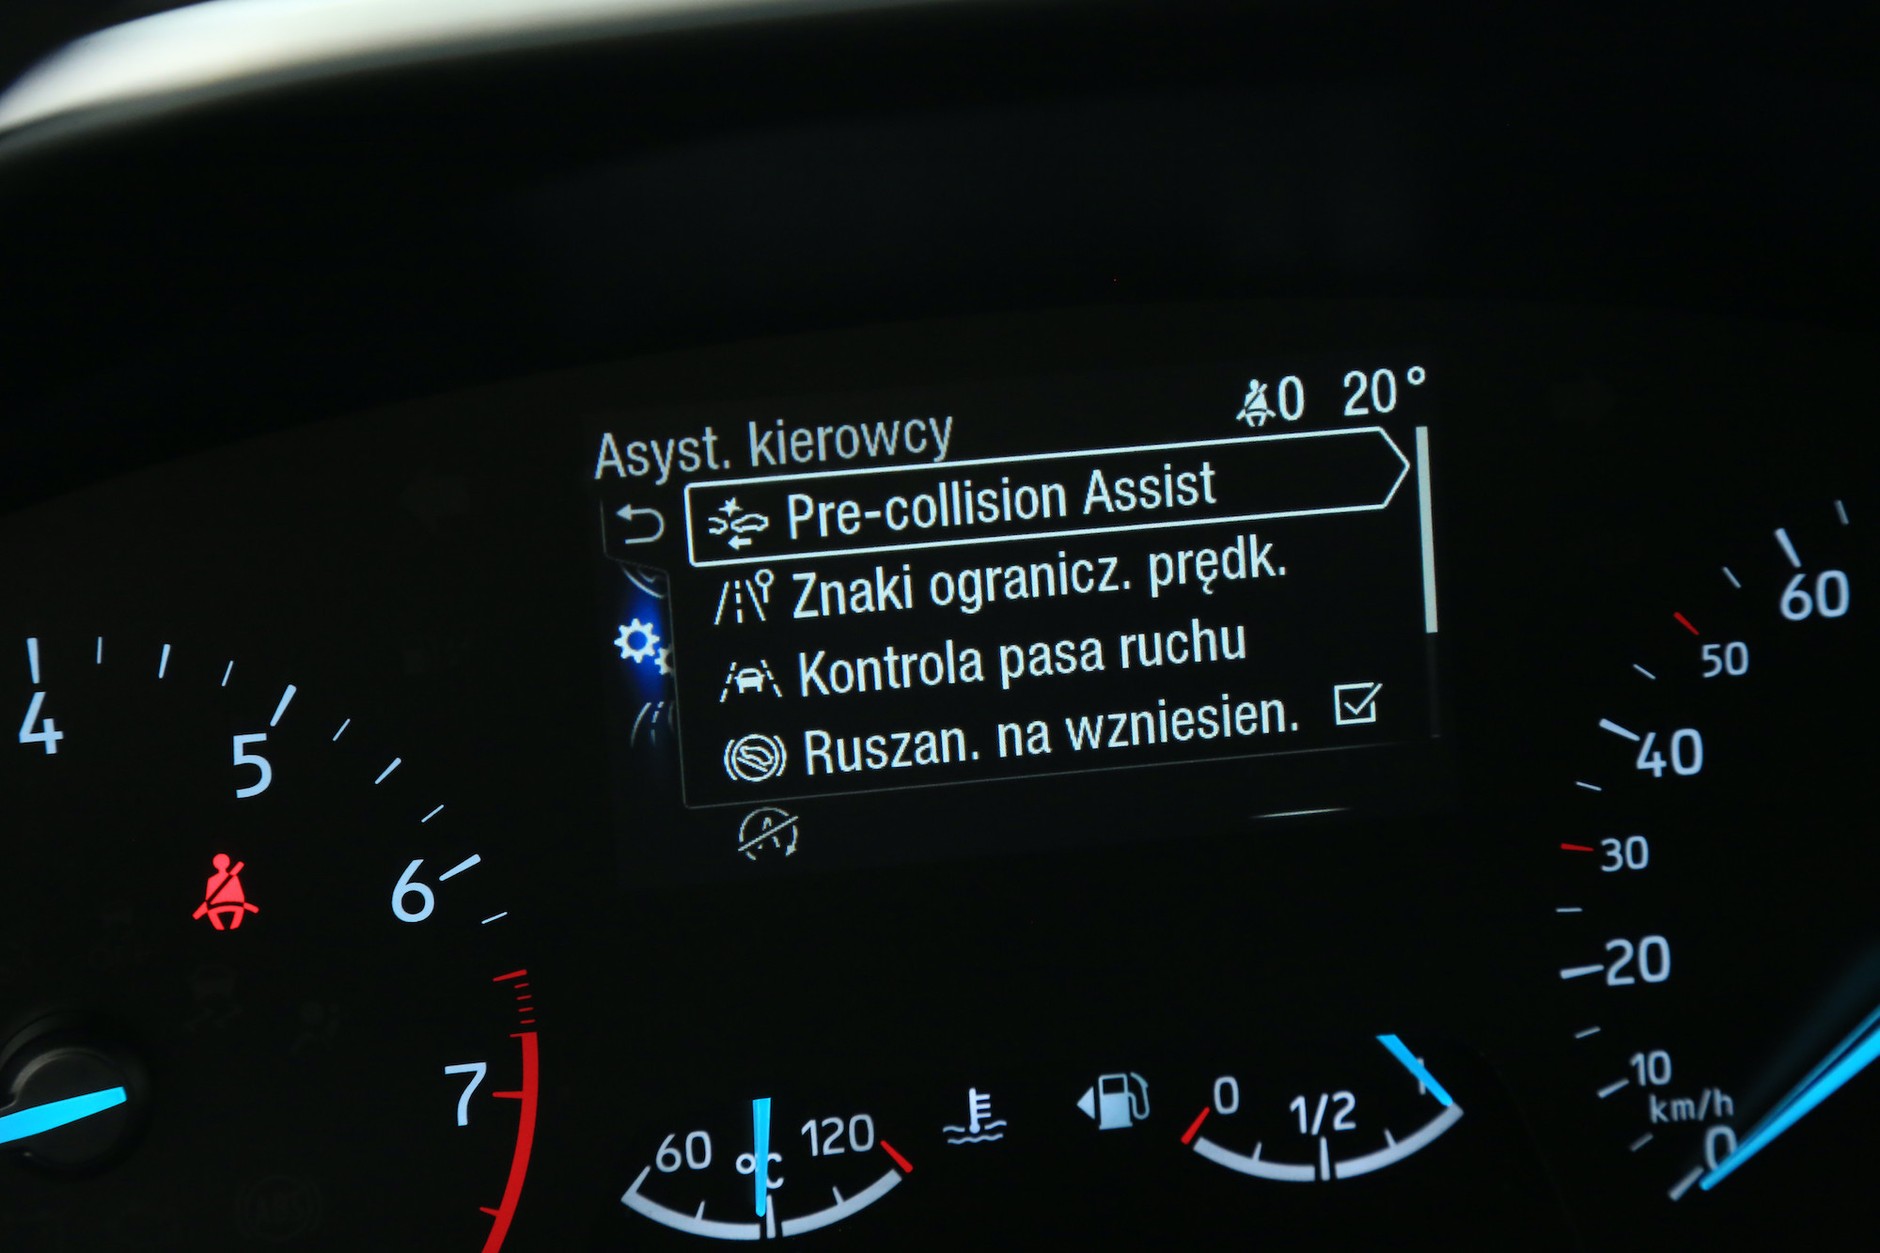 0 20°
Asyst. kierowcy
Pre-collision Assist
Znaki ogranicz. prędk.
Kontrola pasa ruchu
Ruszan. na wzniesien.
4
5
6
7
60
50
40
30
20
10
km/h
0
60 °C 120
0 1/2 1